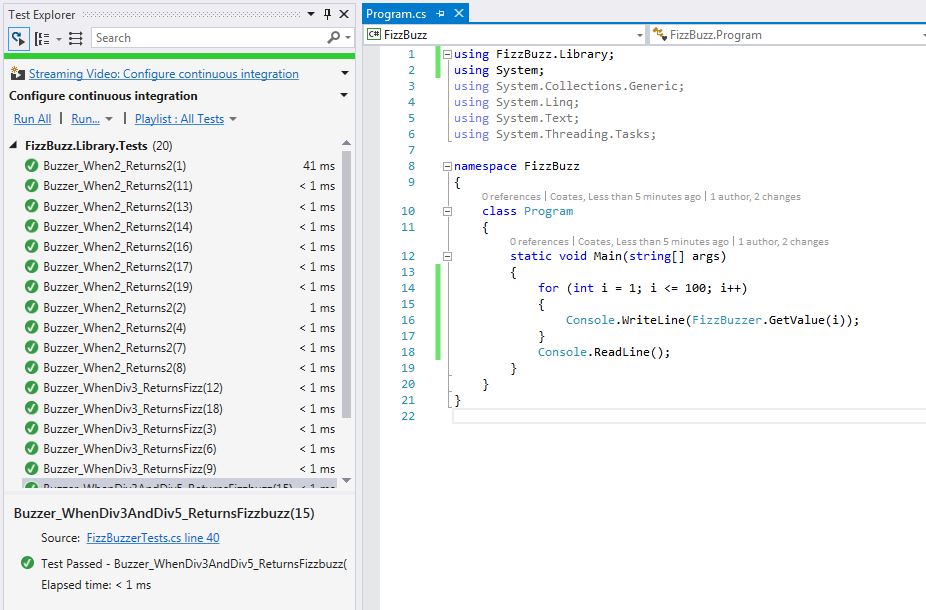 Test Explorer
Search
Streaming Video: Configure continuous integration
Configure continuous integration
Run All | Run... | Playlist : All Tests
FizzBuzz.Library.Tests (20)
Buzzer_When2_Returns2(1) 41 ms
Buzzer_When2_Returns2(11) < 1 ms
Buzzer_When2_Returns2(13) < 1 ms
Buzzer_When2_Returns2(14) < 1 ms
Buzzer_When2_Returns2(16) < 1 ms
Buzzer_When2_Returns2(17) < 1 ms
Buzzer_When2_Returns2(19) < 1 ms
Buzzer_When2_Returns2(2) 1 ms
Buzzer_When2_Returns2(4) < 1 ms
Buzzer_When2_Returns2(7) < 1 ms
Buzzer_When2_Returns2(8) < 1 ms
Buzzer_WhenDiv3_ReturnsFizz(12) < 1 ms
Buzzer_WhenDiv3_ReturnsFizz(18) < 1 ms
Buzzer_WhenDiv3_ReturnsFizz(3) < 1 ms
Buzzer_WhenDiv3_ReturnsFizz(6) < 1 ms
Buzzer_WhenDiv3_ReturnsFizz(9) < 1 ms
Buzzer_WhenDiv3AndDiv5_ReturnsFizzbuzz(15) < 1 ms
Buzzer_WhenDiv3AndDiv5_ReturnsFizzbuzz(15)
Source: FizzBuzzerTests.cs line 40
Test Passed - Buzzer_WhenDiv3AndDiv5_ReturnsFizzbuzz(
Elapsed time: < 1 ms
Program.cs
C# FizzBuzz
FizzBuzz.Program
1 using FizzBuzz.Library;
2 using System;
3 using System.Collections.Generic;
4 using System.Linq;
5 using System.Text;
6 using System.Threading.Tasks;
7
8 namespace FizzBuzz
9 {
0 references | Coates, Less than 5 minutes ago | 1 author, 2 changes
10 class Program
11 {
0 references | Coates, Less than 5 minutes ago | 1 author, 2 changes
12 static void Main(string[] args)
13 {
14 for (int i = 1; i <= 100; i++)
15 {
16 Console.WriteLine(FizzBuzzer.GetValue(i));
17 }
18 Console.ReadLine();
19 }
20 }
21 }
22